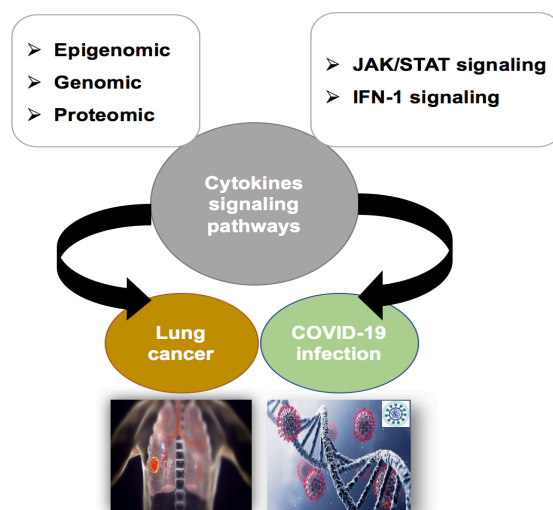 Epigenomic
Genomic
Proteomic
JAK/STAT signaling
IFN-1 signaling
Cytokines
signaling
pathways
Lung
cancer
COVID-19
infection